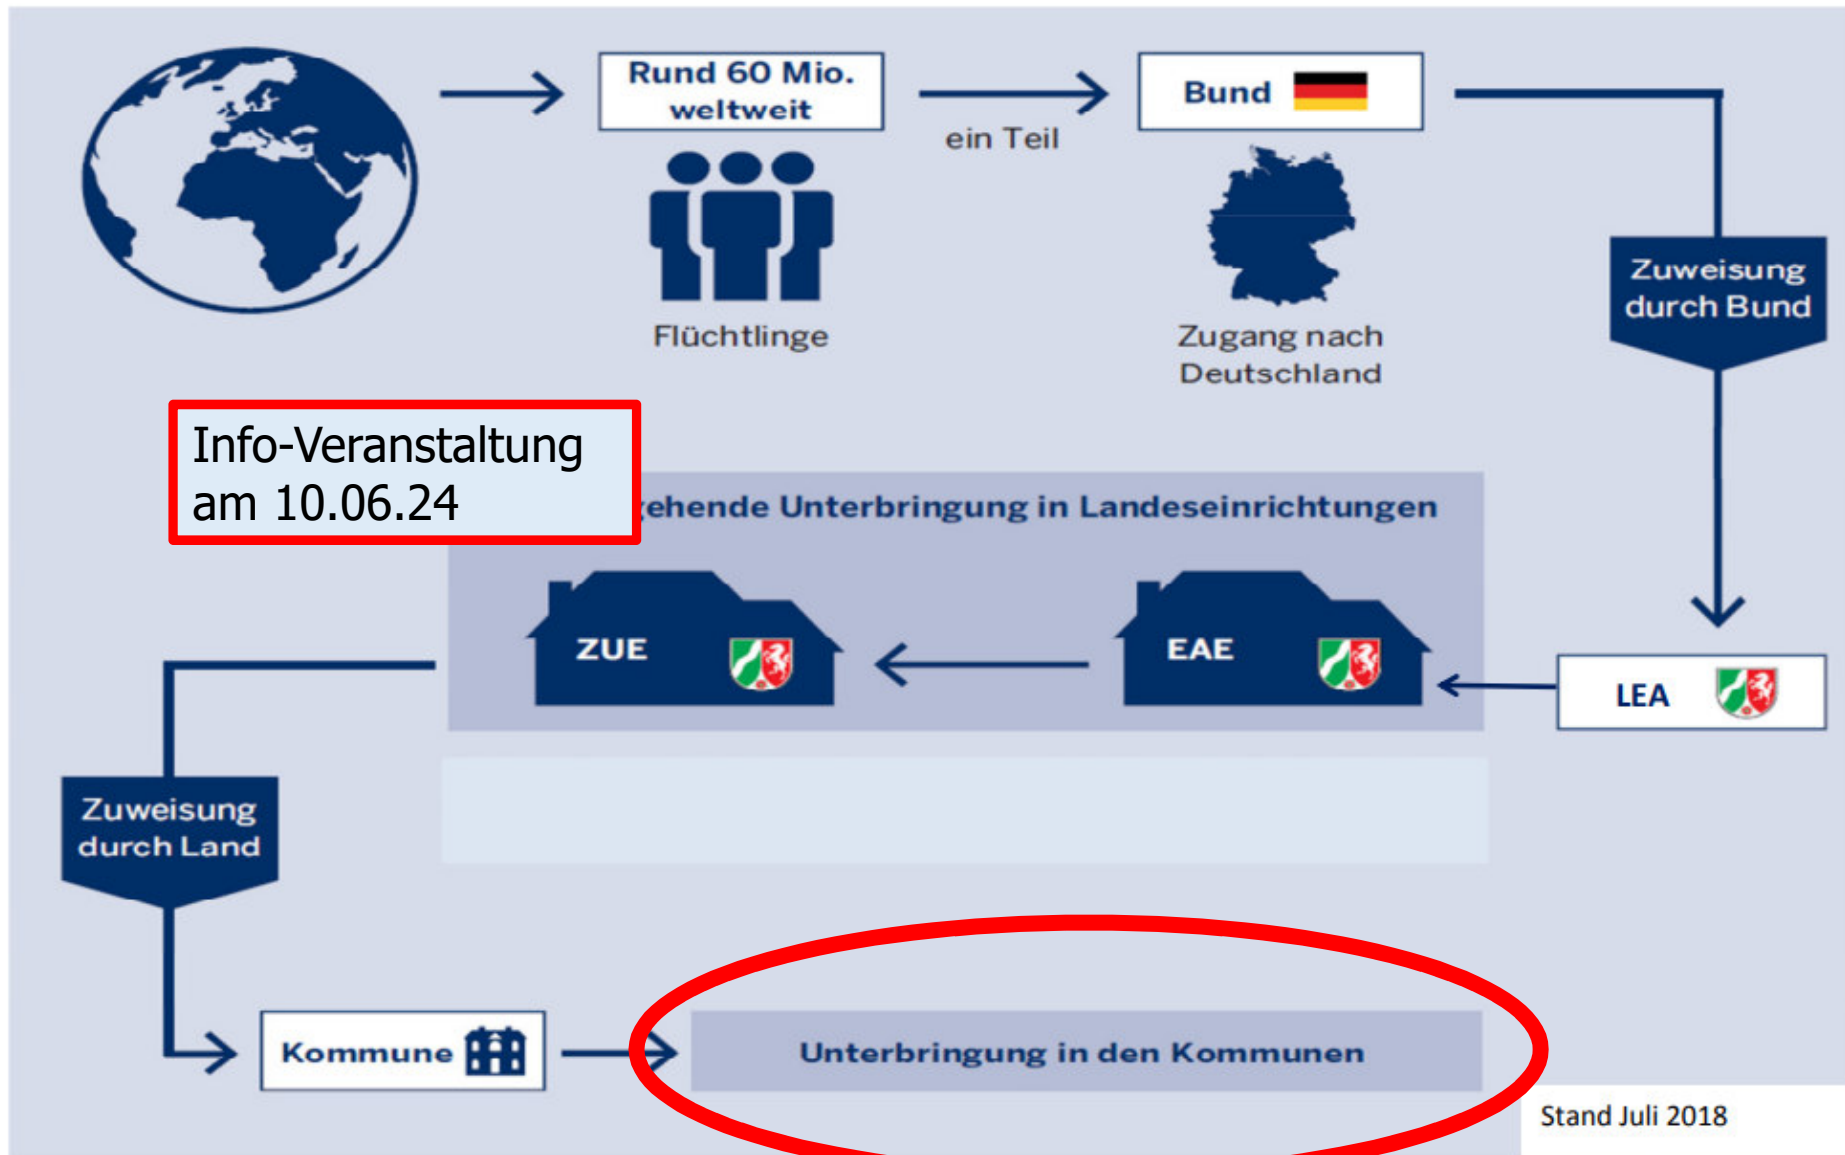 Rund 60 Mio.
weltweit
ein Teil
Bund
Flüchtlinge
Zugang nach
Deutschland
Zuweisung
durch Bund
Info-Veranstaltung
am 10.06.24
gehende Unterbringung in Landeseinrichtungen
ZUE
EAE
LEA
Zuweisung
durch Land
Kommune
Unterbringung in den Kommunen
Stand Juli 2018